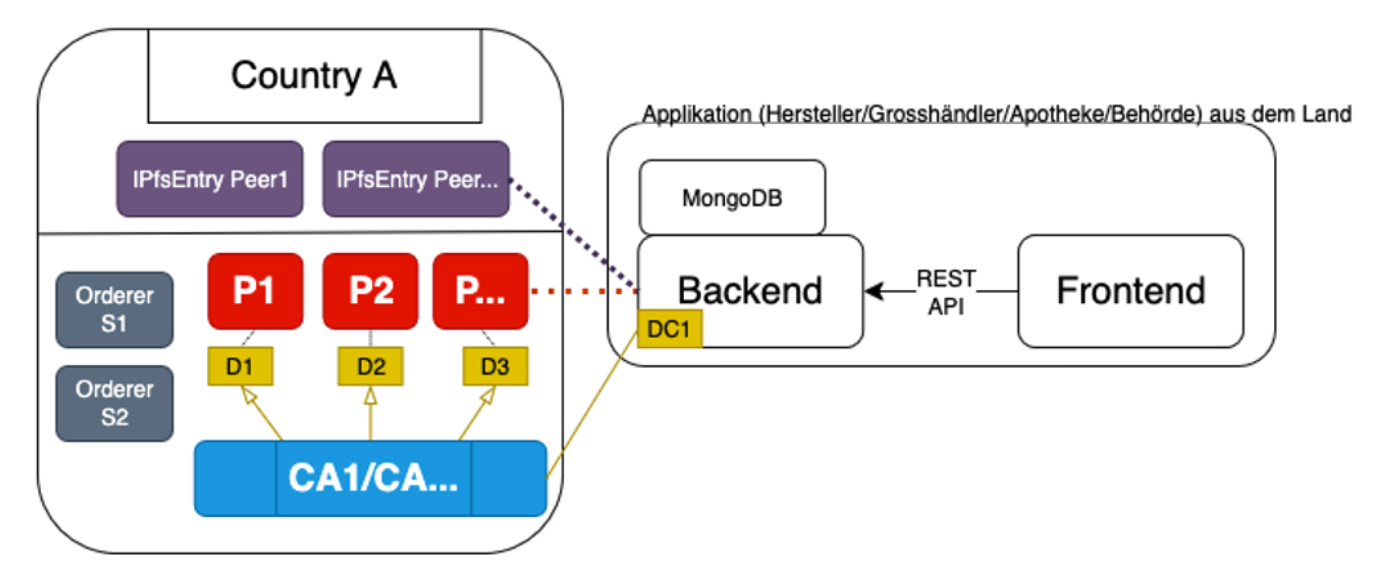 Country A
IPfsEntry Peer1
IPfsEntry Peer...
Orderer
S1
Orderer
S2
P1
P2
P...
D1
D2
D3
CA1/CA...
Applikation (Hersteller/Grosshändler/Apotheke/Behörde) aus dem Land
MongoDB
Backend
DC1
REST
API
Frontend